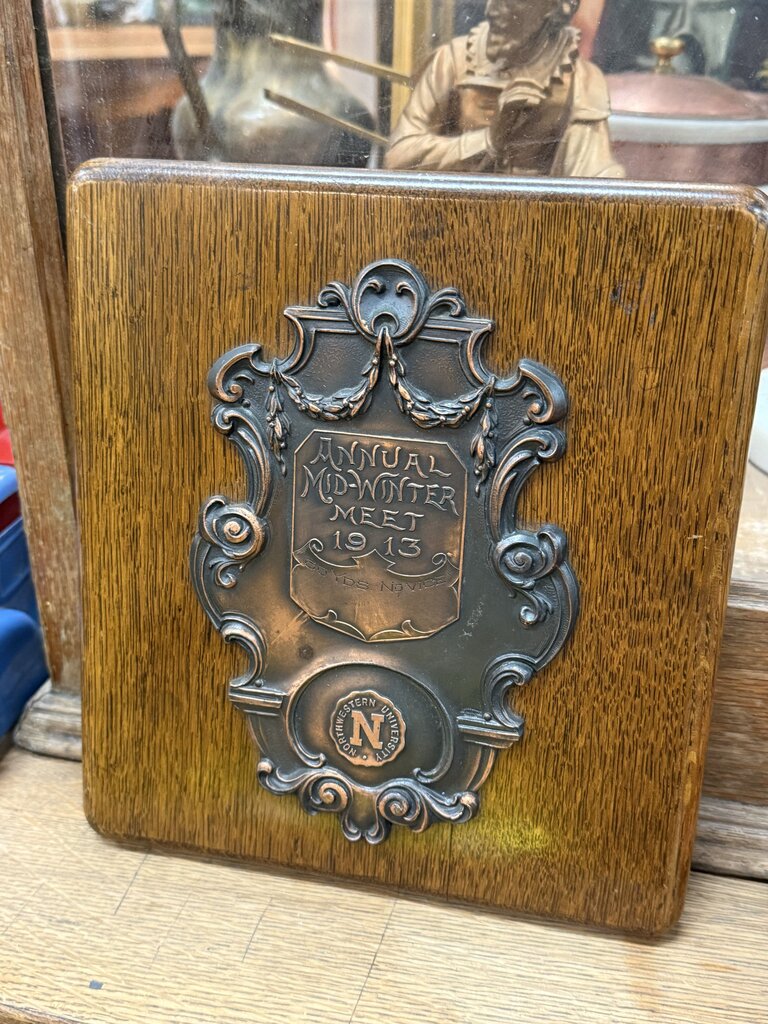 ANNUAL
MID-WINTER
MEET
1913
YDS NOVICE
NORTHWESTERN UNIVERSITY
N